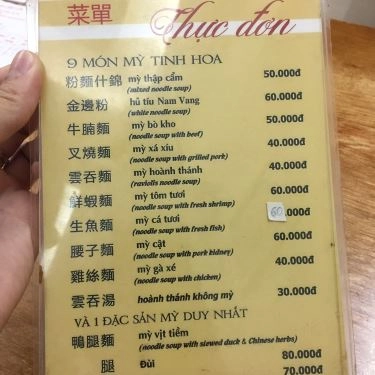 菜單 Thực đơn
9 MÓN MỲ TINH HOA
粉麵什錦 mỳ thập cẩm 50.000đ
(mixed noodle soup)
金邊粉 hủ tíu Nam Vang 60.000đ
(white noodle soup)
牛腩麵 mỳ bò kho 50.000đ
(noodle soup with beef)
叉燒麵 mỳ xá xíu 40.000đ
(noodle soup with grilled pork)
雲吞麵 mỳ hoành thánh 40.000đ
(raviolis noodle soup)
鮮蝦麵 mỳ tôm tươi 60.000đ
(noodle soup with fresh shrimp)
生魚麵 mỳ cá tươi 60.000đ
(noodle soup with fresh fish)
腰子麵 mỳ cật 60.000đ
(noodle soup with pork kidney)
雞絲麵 mỳ gà xé 40.000đ
(noodle soup with chicken)
雲吞湯 hoành thánh không mỳ 30.000đ
VÀ 1 ĐẶC SẢN MỲ DUY NHẤT
鴨腿麵 mỳ vịt tiềm
(noodle soup with stewed duck & Chinese herbs)
腿 Đùi 80.000đ
70.000đ